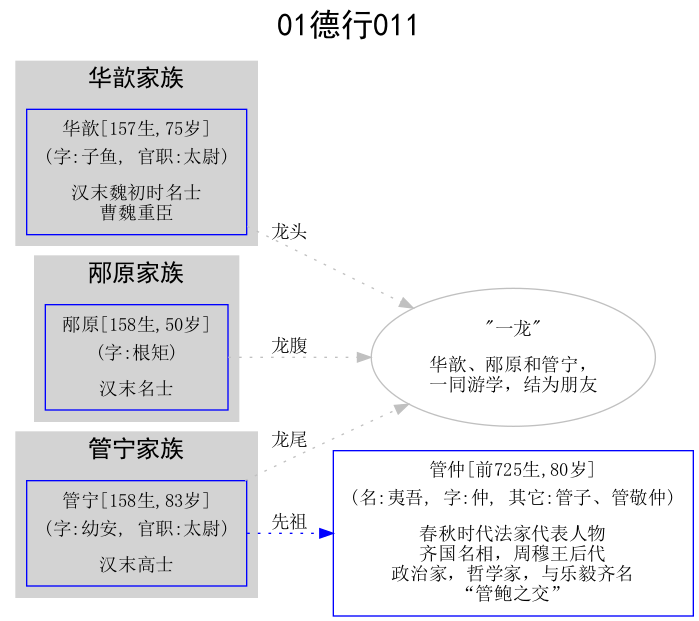 01德行011
华歆家族
华歆[157生,75岁]
(字:子鱼, 官职:太尉)
汉末魏初时名士
曹魏重臣
龙头
邴原家族
邴原[158生,50岁]
(字:根矩)
汉末名士
龙腹
"一龙"
华歆、邴原和管宁，
一同游学，结为朋友
管宁家族
管宁[158生,83岁]
(字:幼安, 官职:太尉)
汉末高士
龙尾
先祖
管仲[前725生,80岁]
(名:夷吾, 字:仲, 其它:管子、管敬仲)
春秋时代法家代表人物
齐国名相，周穆王后代
政治家，哲学家，与乐毅齐名
“管鲍之交”